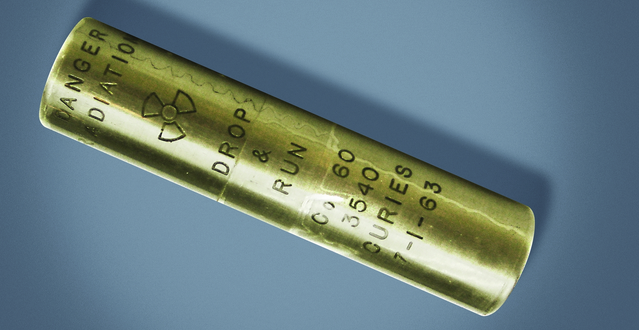 DANGER
RADIATION
DROP
&
RUN
Co 60
3540
CURIES
7-1-63